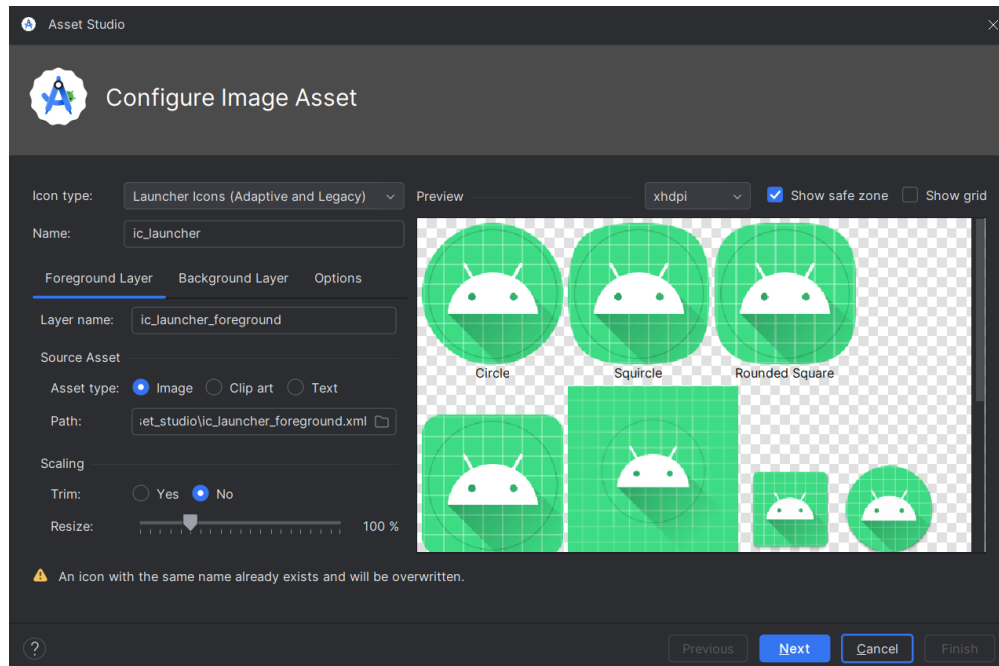 Asset Studio
Configure Image Asset
Icon type: Launcher Icons (Adaptive and Legacy)
Preview xhdpi Show safe zone Show grid
Name: ic_launcher
Foreground Layer Background Layer Options
Layer name: ic_launcher_foreground
Source Asset
Asset type: Image Clip art Text
Path: set_studio\ic_launcher_foreground.xml
Scaling
Trim: Yes No
Resize: 100 %
Circle Squircle Rounded Square
An icon with the same name already exists and will be overwritten.
? Previous Next Cancel Finish